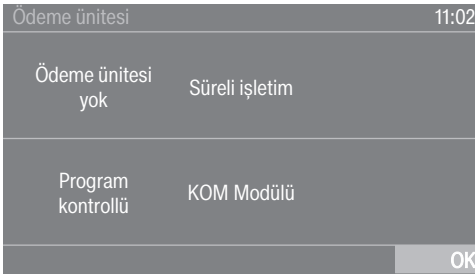 Ödeme ünitesi 11:02
Ödeme ünitesi
yok
Süreli işletim
Program
kontrollü
KOM Modülü
OK